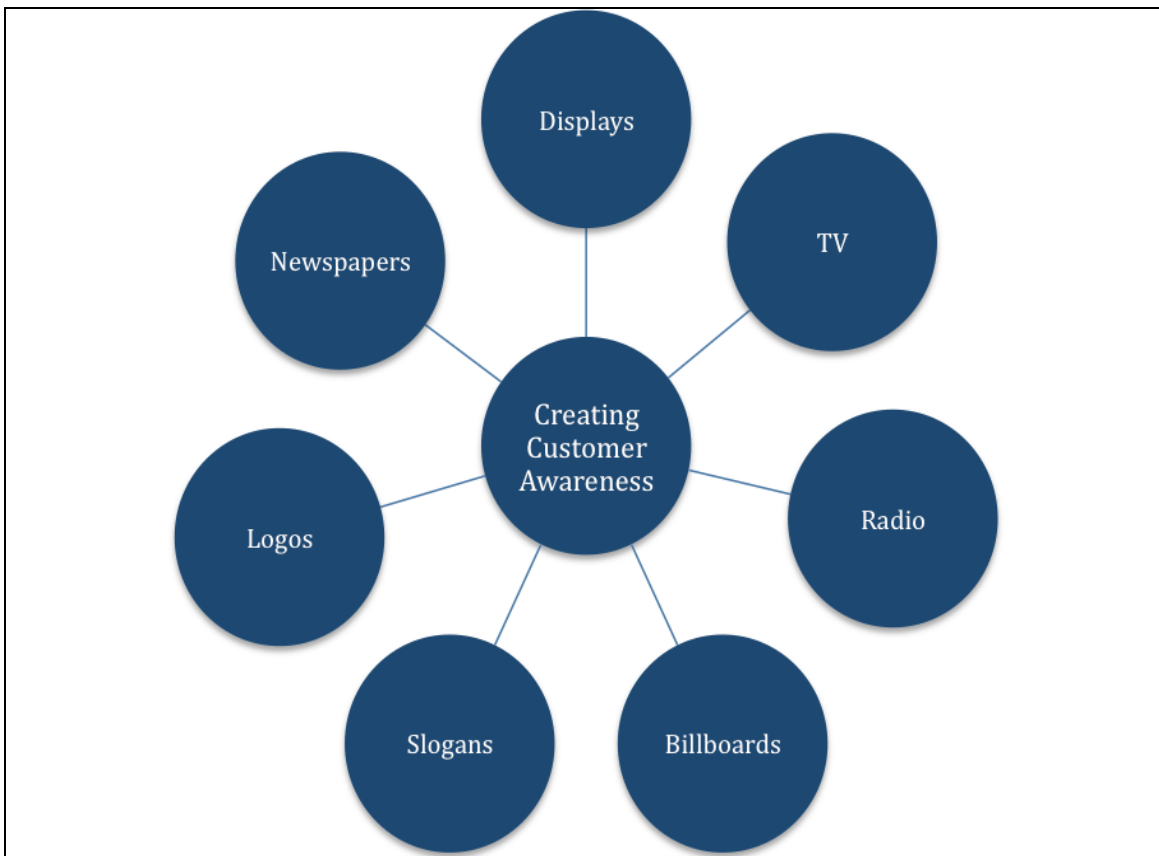 Displays
TV
Newspapers
Creating
Customer
Awareness
Radio
Logos
Slogans
Billboards